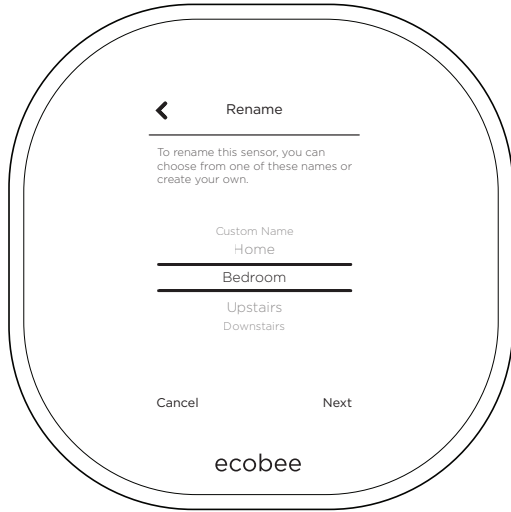 Rename
To rename this sensor, you can
choose from one of these names or
create your own.
Custom Name
Home
Bedroom
Upstairs
Downstairs
Cancel Next
ecobee